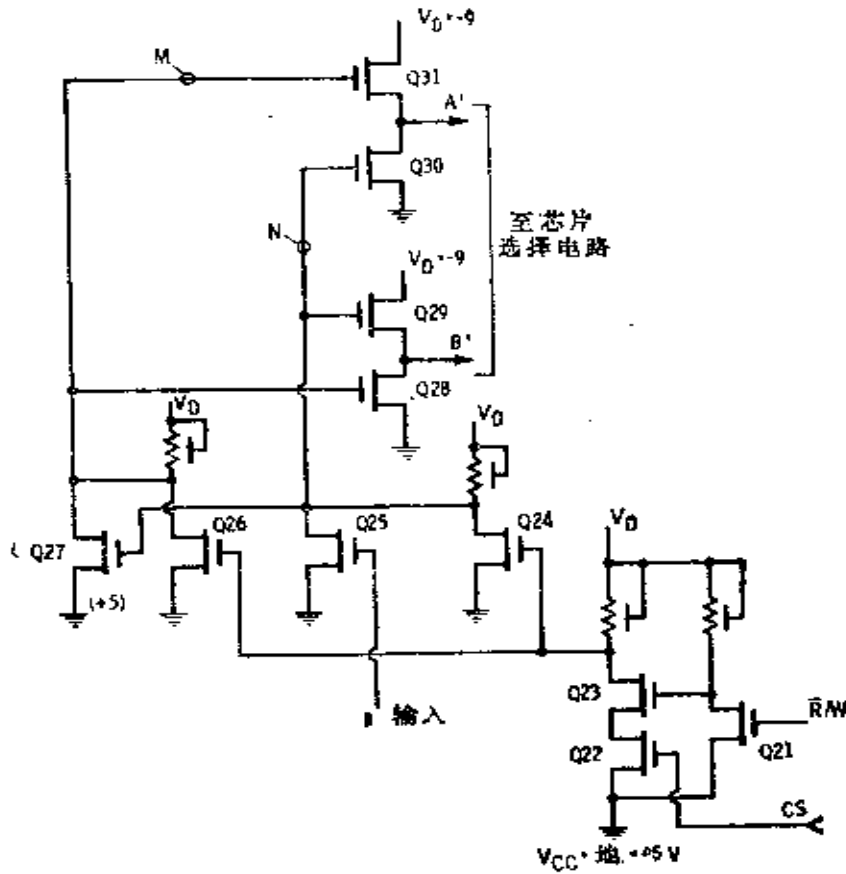 V_D=-9
M
Q31
A'
Q30
至芯片
选择电路
N
V_D=-9
Q29
B'
Q28
V_D
V_D
Q27
Q26
Q25
Q24
V_D
(+5)
Q23
R̄/W
输入
Q22
Q21
CS
V_CC=地=+5V